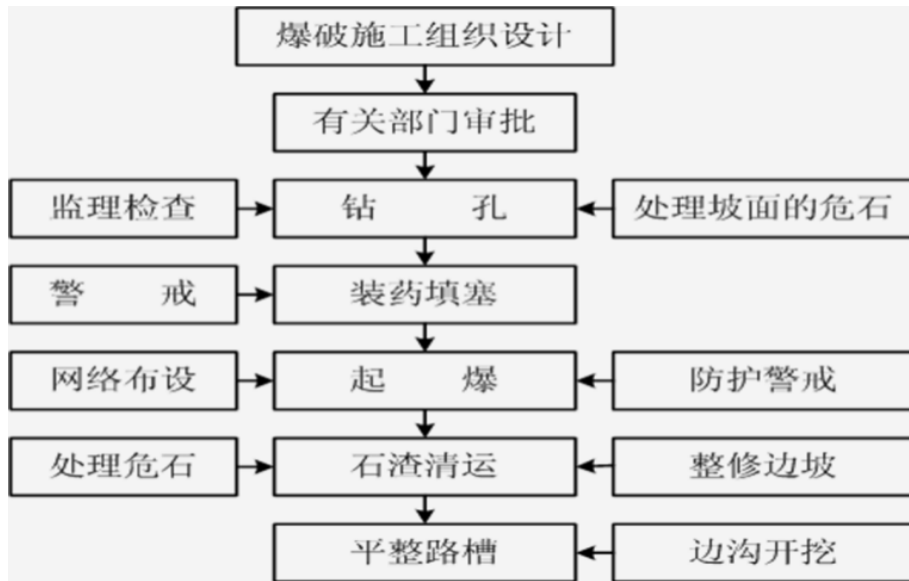 爆破施工组织设计
有关部门审批
监理检查 钻 孔 处理坡面的危石
警 戒 装药填塞
网络布设 起 爆 防护警戒
处理危石 石渣清运 整修边坡
平整路槽 边沟开挖